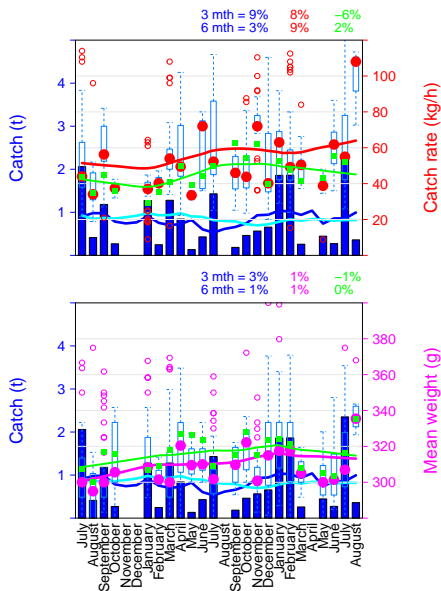 3 mth = 9% 8% −6%
6 mth = 3% 9% 2%
Catch (t)
1 2 3 4 5
Catch rate (kg/h)
20 40 60 80 120
3 mth = 3% 1% −1%
6 mth = 1% 1% 0%
Catch (t)
1 2 3 4 5
Mean weight (g)
300 320 340 360 380
July
August
September
October
November
December
January
February
March
April
May
June
July
August
September
October
November
December
January
February
March
April
May
June
July
August